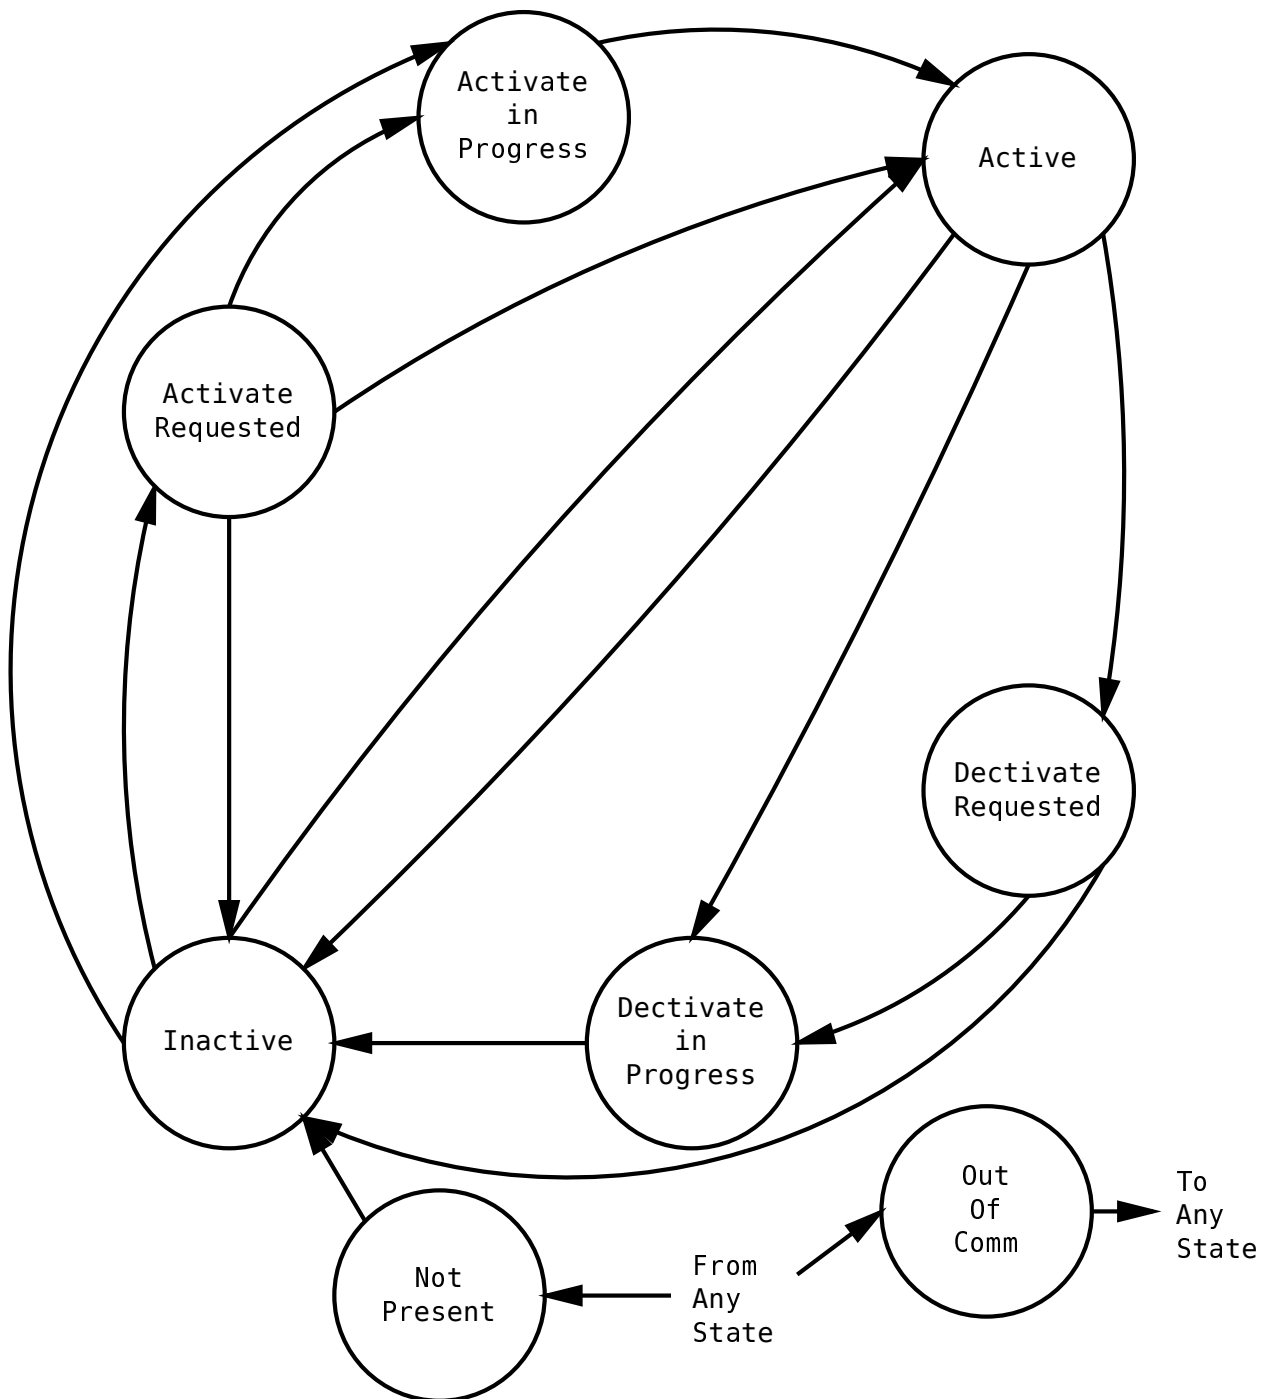 Activate
in
Progress
Active
Activate
Requested
Dectivate
Requested
Inactive
Dectivate
in
Progress
Out
Of
Comm
To
Any
State
Not
Present
From
Any
State